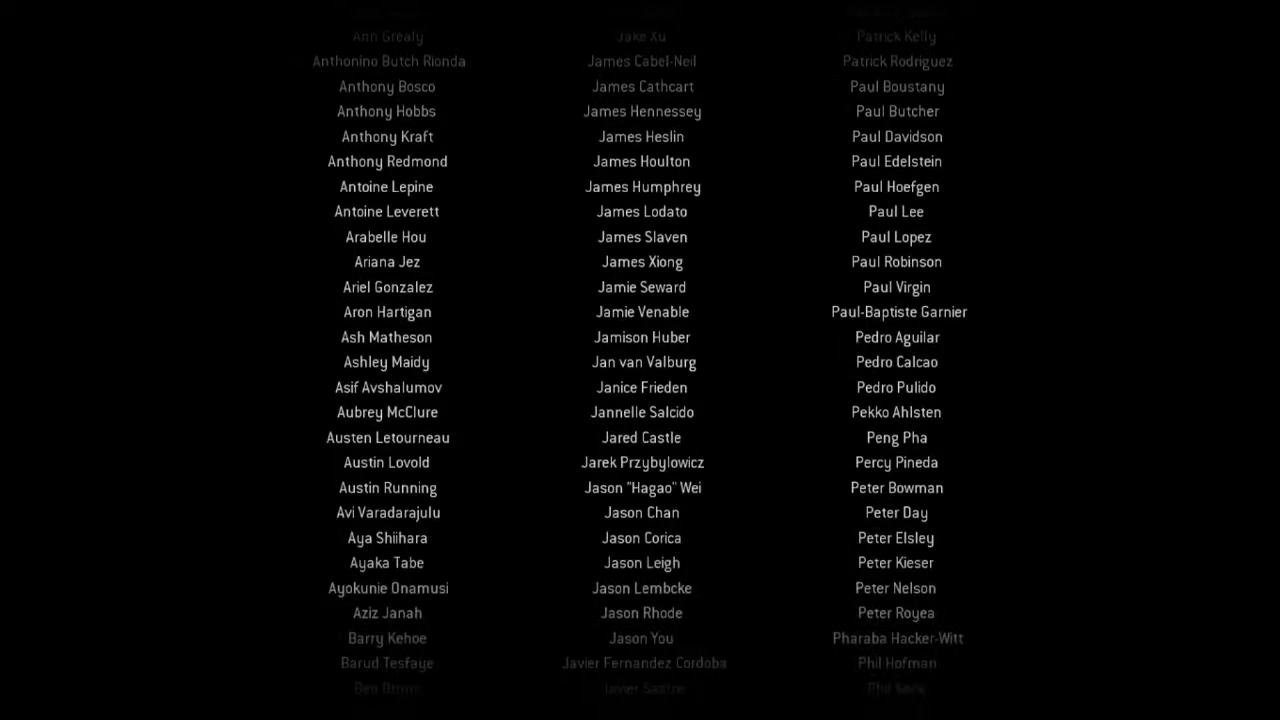 Ann Grealy
Anthonino Butch Rionda
Anthony Bosco
Anthony Hobbs
Anthony Kraft
Anthony Redmond
Antoine Lepine
Antoine Leverett
Arabelle Hou
Ariana Jez
Ariel Gonzalez
Aron Hartigan
Ash Matheson
Ashley Maidy
Asif Avshalumov
Aubrey McClure
Austen Letourneau
Austin Lovold
Austin Running
Avi Varadarajulu
Aya Shiihara
Ayaka Tabe
Ayokunie Onamusi
Aziz Janah
Barry Kehoe
Barud Tesfaye
Ben
Jake Xu
James Cabel-Neil
James Cathcart
James Hennessey
James Heslin
James Houlton
James Humphrey
James Lodato
James Slaven
James Xiong
Jamie Seward
Jamie Venable
Jamison Huber
Jan van Valburg
Janice Frieden
Jannelle Salcido
Jared Castle
Jarek Przybylowicz
Jason "Hagao" Wei
Jason Chan
Jason Corica
Jason Leigh
Jason Lembcke
Jason Rhode
Jason You
Javier Fernandez Cordoba
Javier Sastre
Patrick Kelly
Patrick Rodriguez
Paul Boustany
Paul Butcher
Paul Davidson
Paul Edelstein
Paul Hoefgen
Paul Lee
Paul Lopez
Paul Robinson
Paul Virgin
Paul-Baptiste Garnier
Pedro Aguilar
Pedro Calcao
Pedro Pulido
Pekko Ahlsten
Peng Pha
Percy Pineda
Peter Bowman
Peter Day
Peter Elsley
Peter Kieser
Peter Nelson
Peter Royea
Pharaba Hacker-Witt
Phil Hofman
Phil